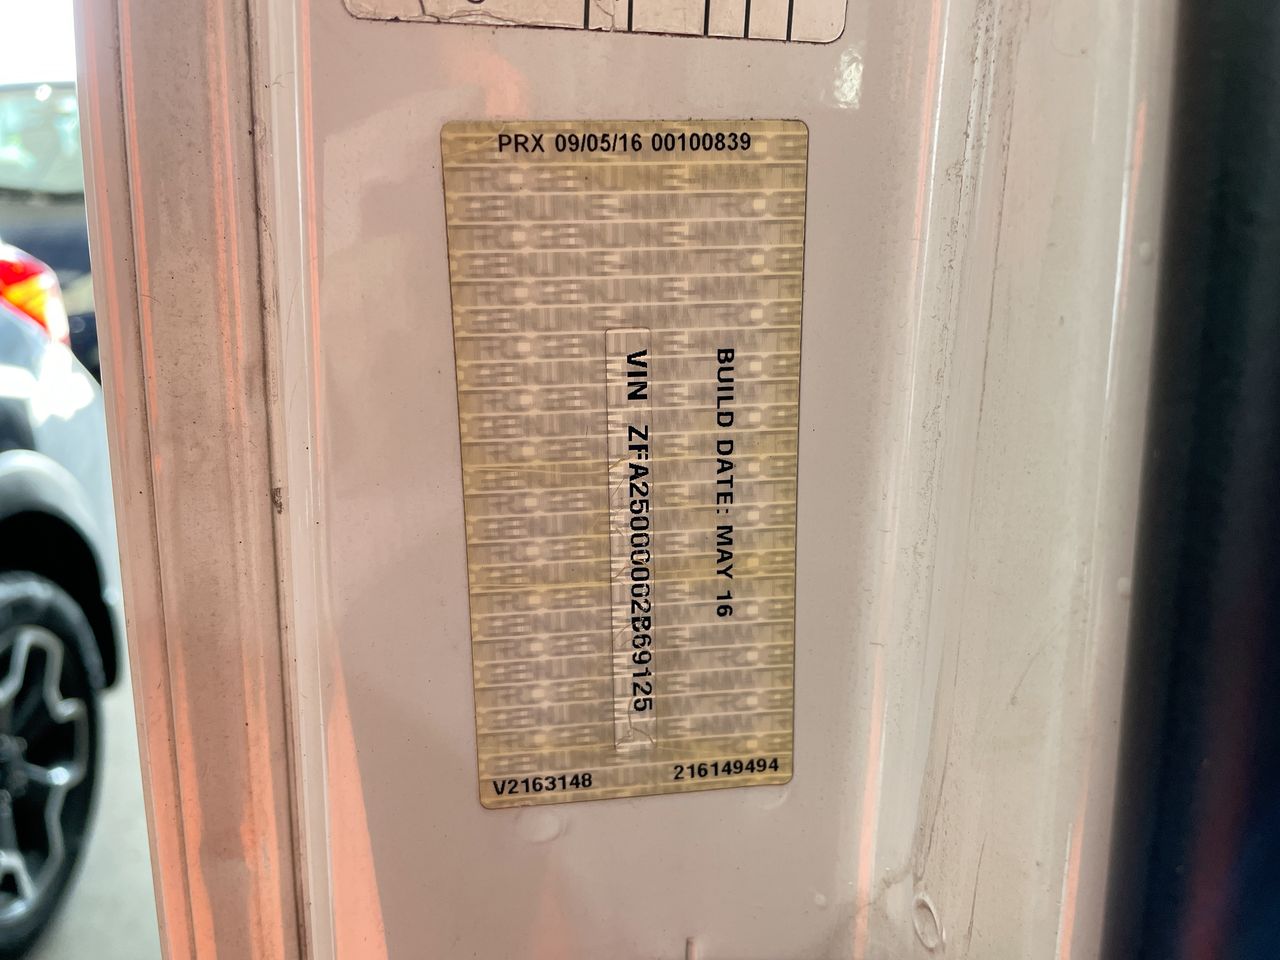 PRX 09/05/16 00100839
BUILD DATE: MAY 16
VIN ZFA25000002B69125
V2163148
216149494